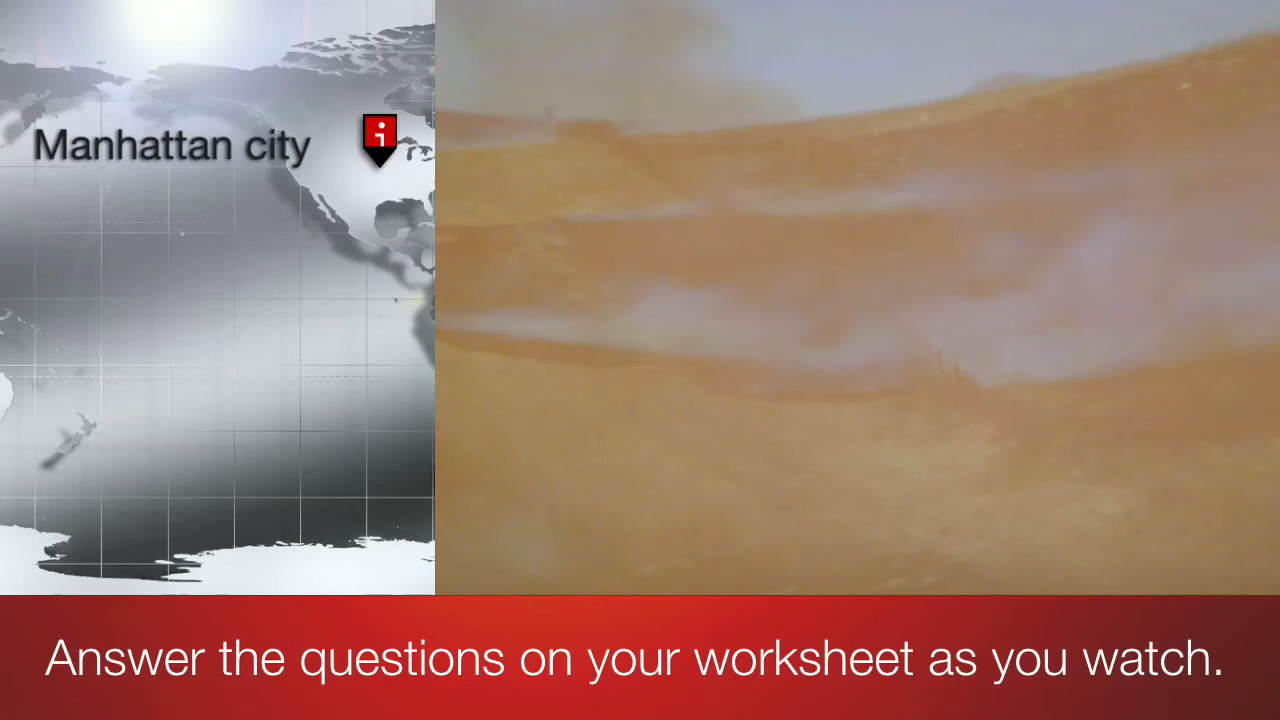 Manhattan city
i
Answer the questions on your worksheet as you watch.